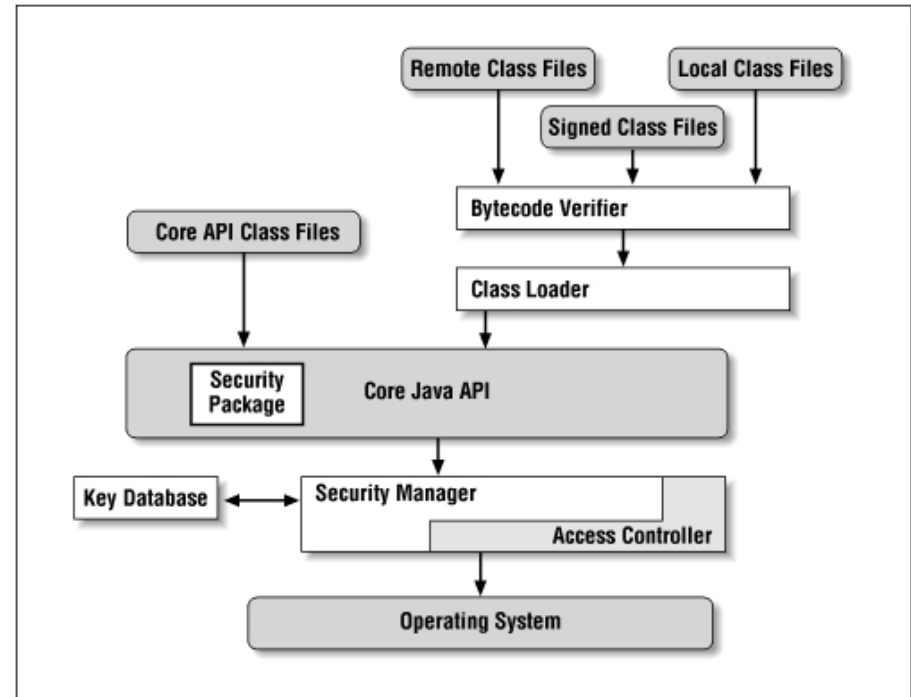 Remote Class Files
Local Class Files
Signed Class Files
Bytecode Verifier
Core API Class Files
Class Loader
Security
Package
Core Java API
Key Database
Security Manager
Access Controller
Operating System